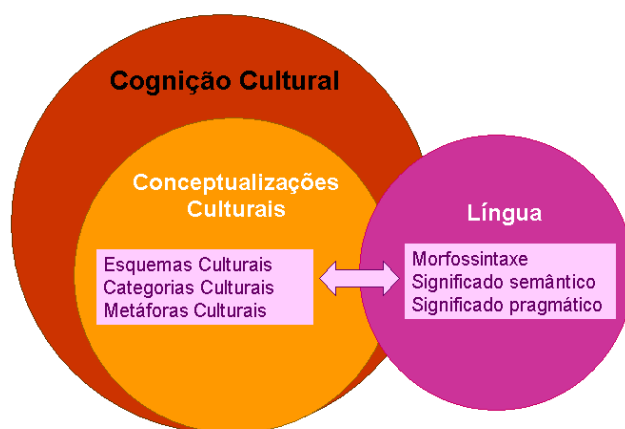 Cognição Cultural
Conceptualizações
Culturais
Esquemas Culturais
Categorias Culturais
Metáforas Culturais
Língua
Morfossintaxe
Significado semântico
Significado pragmático